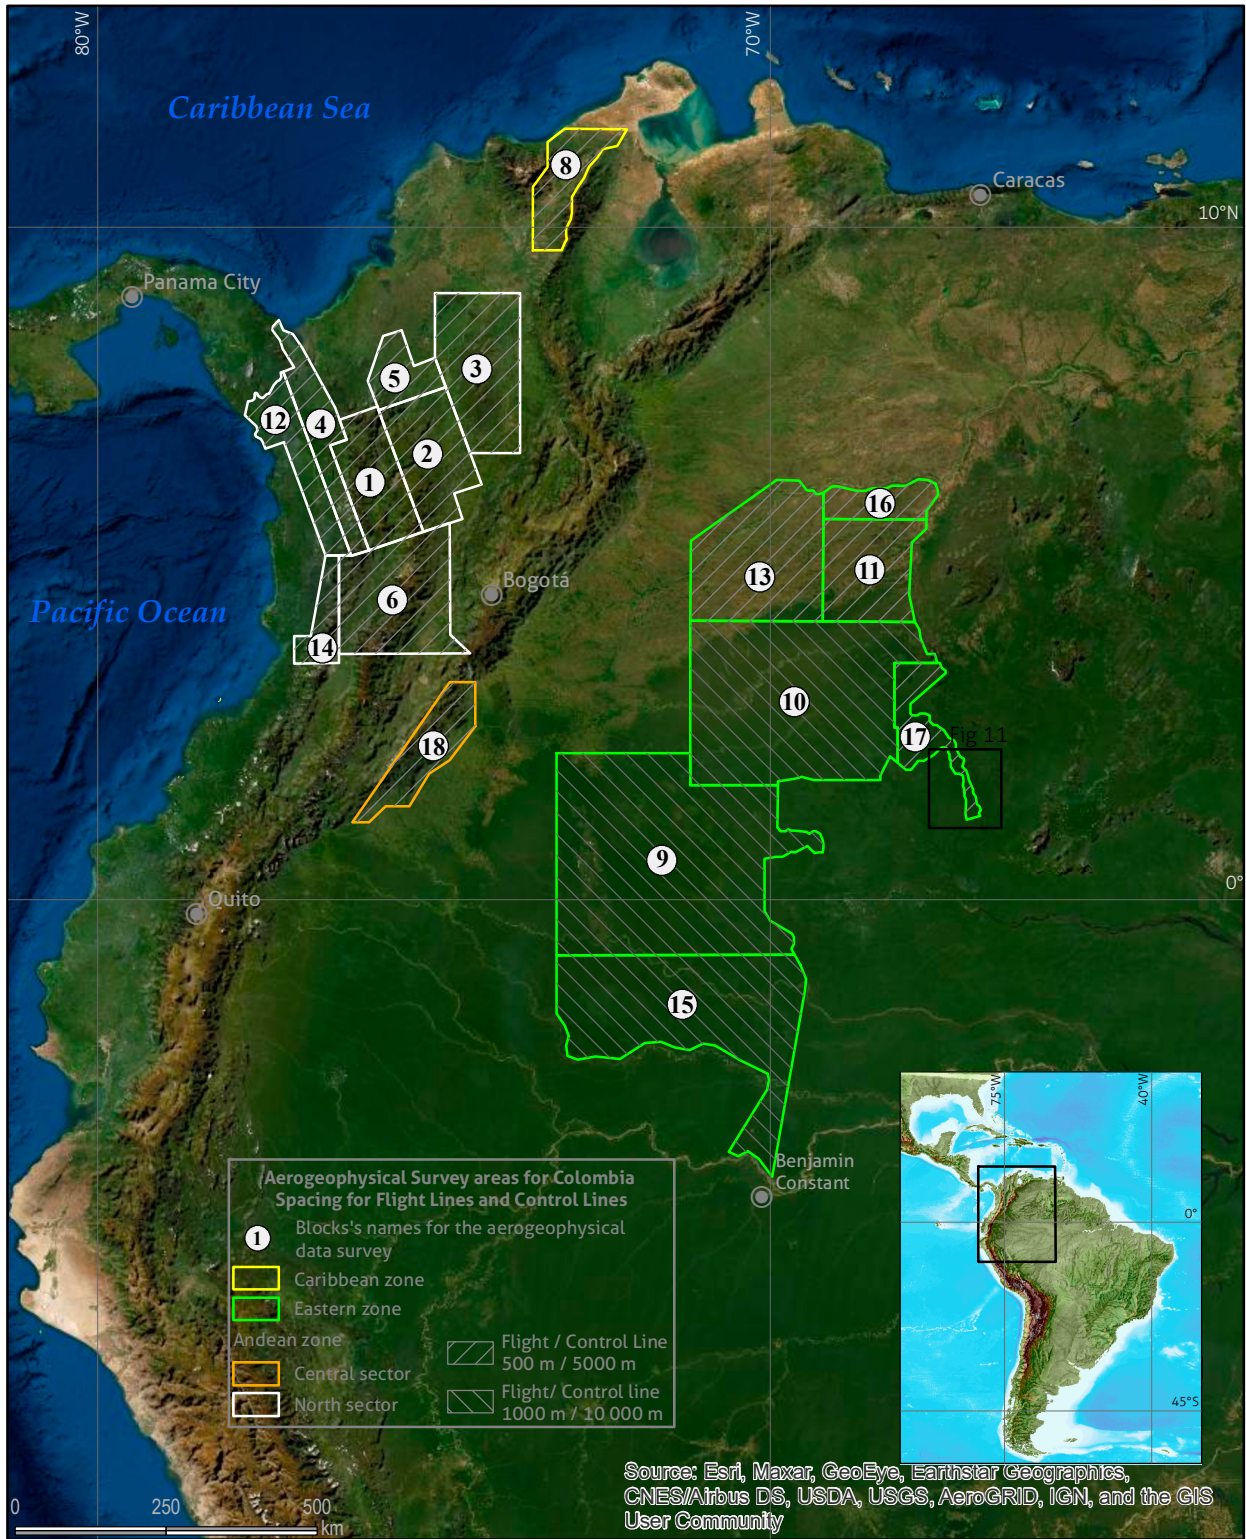 80°W
70°W
Caribbean Sea
8
Caracas
10°N
Panama City
3
5
12
4
2
1
16
13
11
Bogotá
6
Pacific Ocean
14
10
18
17
Fig 11
9
0°
Quito
15
Benjamin
Constant
Aerogeophysical Survey areas for Colombia
Spacing for Flight Lines and Control Lines
1
Blocks's names for the aerogeophysical
data survey
Caribbean zone
Eastern zone
Andean zone
Central sector
North sector
Flight / Control Line
500 m / 5000 m
Flight/ Control line
1000 m / 10 000 m
75°W
40°W
0°
45°S
Source: Esri, Maxar, GeoEye, Earthstar Geographics,
CNES/Airbus DS, USDA, USGS, AeroGRID, IGN, and the GIS
User Community
0
250
500
km